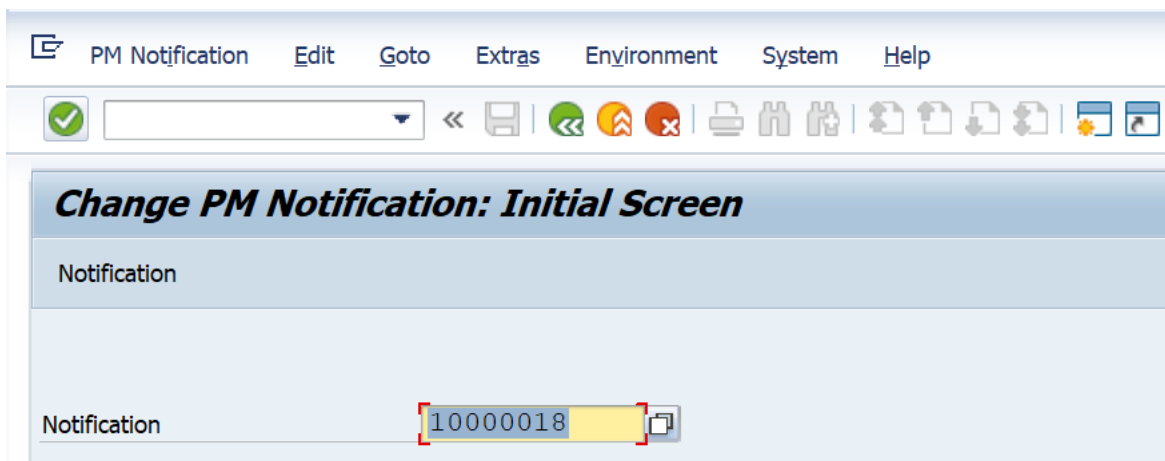 PM Notification Edit Goto Extras Environment System Help
Change PM Notification: Initial Screen
Notification
Notification 10000018